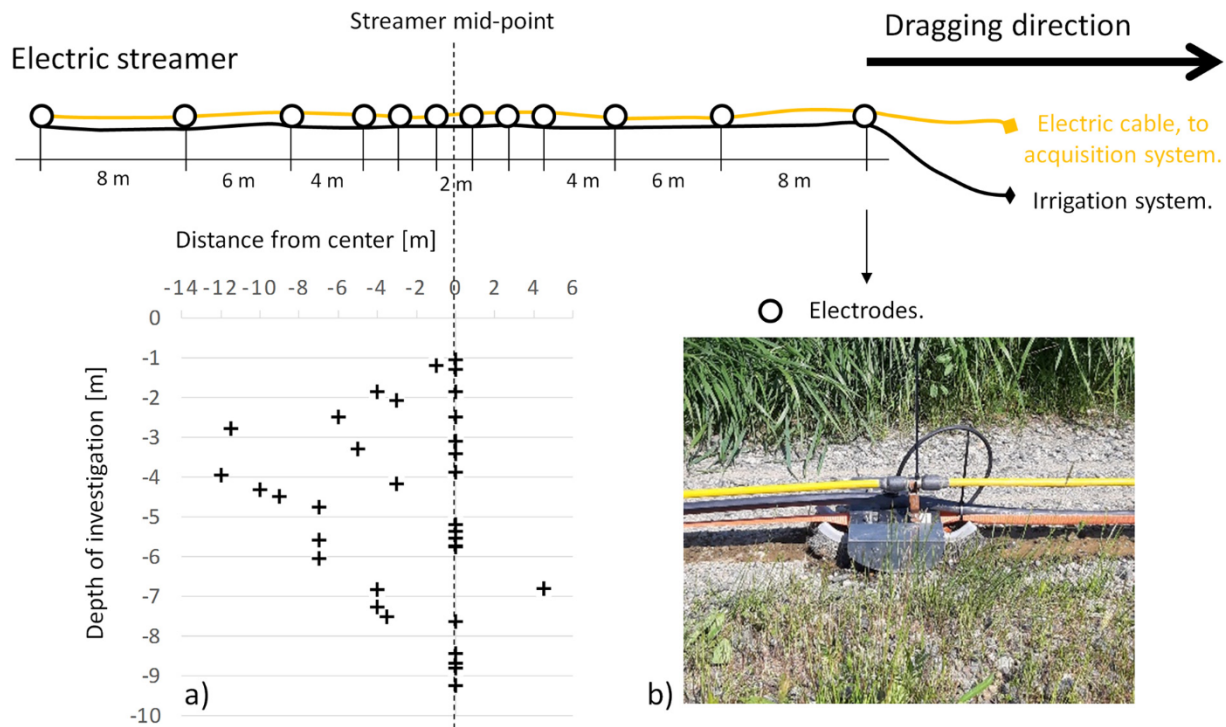 Streamer mid-point
Dragging direction
Electric streamer
Electric cable, to
acquisition system.
8 m
6 m
4 m
2 m
4 m
6 m
8 m
Irrigation system.
Distance from center [m]
-14 -12 -10 -8 -6 -4 -2 0 2 4 6
Electrodes.
0
-1
-2
-3
-4
-5
-6
-7
-8
-9
-10
Depth of investigation [m]
a)
b)